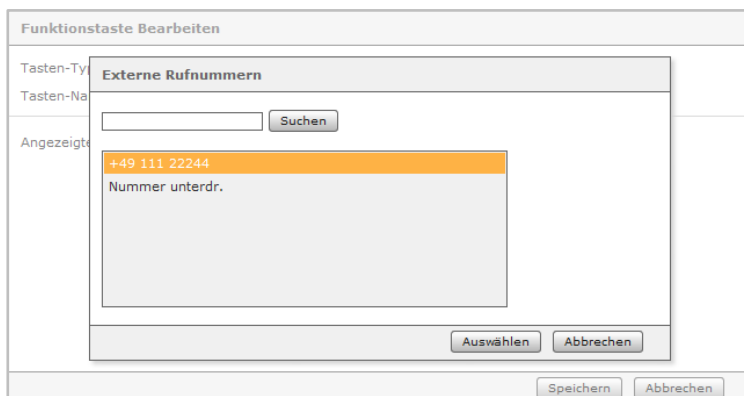 Funktionstaste Bearbeiten
Tasten-Typ
Externe Rufnummern
Tasten-Na
Suchen
Angezeigte
+49 111 22244
Nummer unterdr.
Auswählen Abbrechen
Speichern Abbrechen